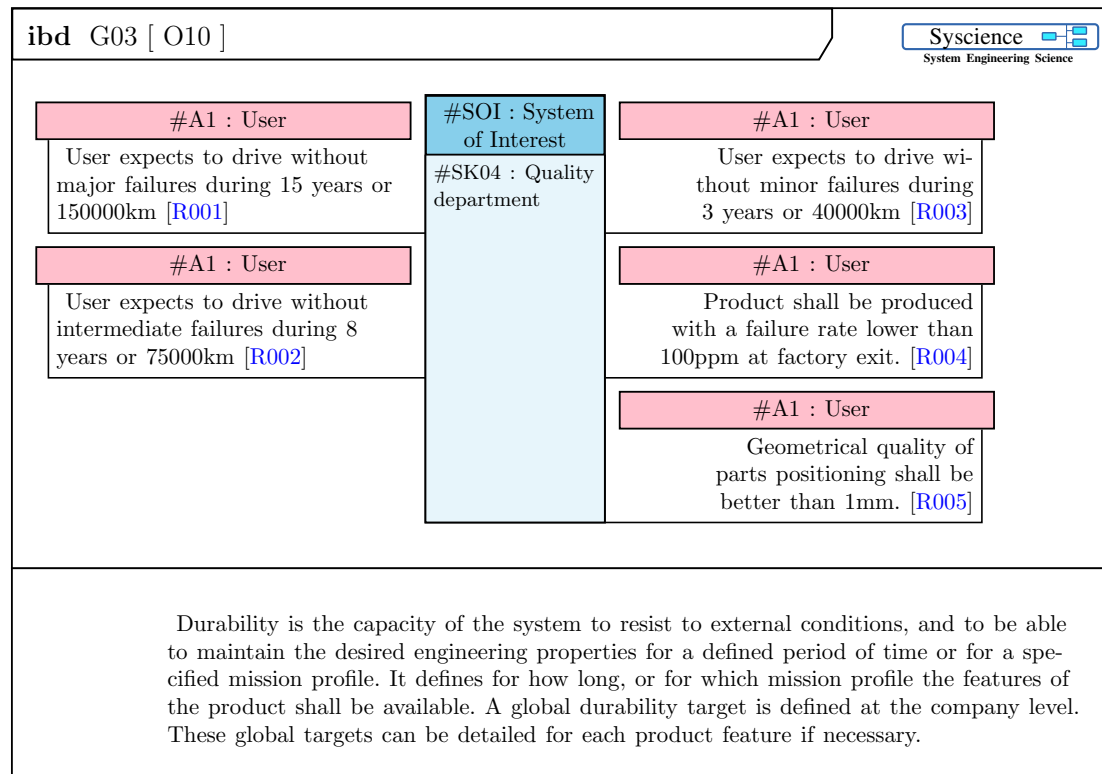 ibd G03 [ O10 ]
Syscience
System Engineering Science
#A1 : User
User expects to drive without
major failures during 15 years or
150000km [R001]
#A1 : User
User expects to drive without
intermediate failures during 8
years or 75000km [R002]
#SOI : System
of Interest
#SK04 : Quality
department
#A1 : User
User expects to drive wi-
thout minor failures during
3 years or 40000km [R003]
#A1 : User
Product shall be produced
with a failure rate lower than
100ppm at factory exit. [R004]
#A1 : User
Geometrical quality of
parts positioning shall be
better than 1mm. [R005]
Durability is the capacity of the system to resist to external conditions, and to be able
to maintain the desired engineering properties for a defined period of time or for a spe-
cified mission profile. It defines for how long, or for which mission profile the features of
the product shall be available. A global durability target is defined at the company level.
These global targets can be detailed for each product feature if necessary.